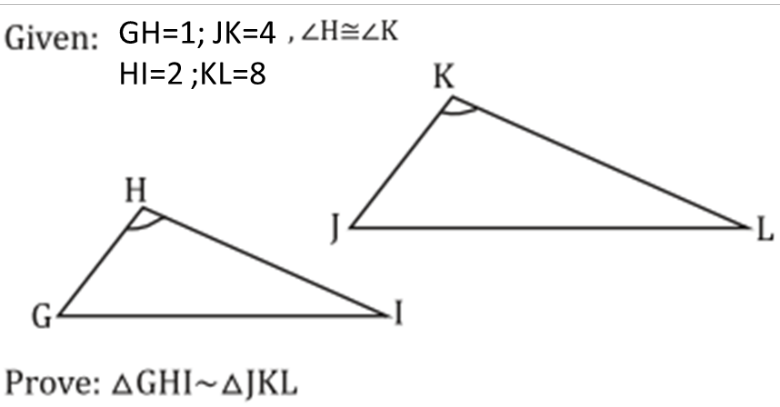 Given: GH=1; JK=4 , ∠H≅∠K
HI=2 ;KL=8
K
H
J
L
G
I
Prove: △GHI~△JKL